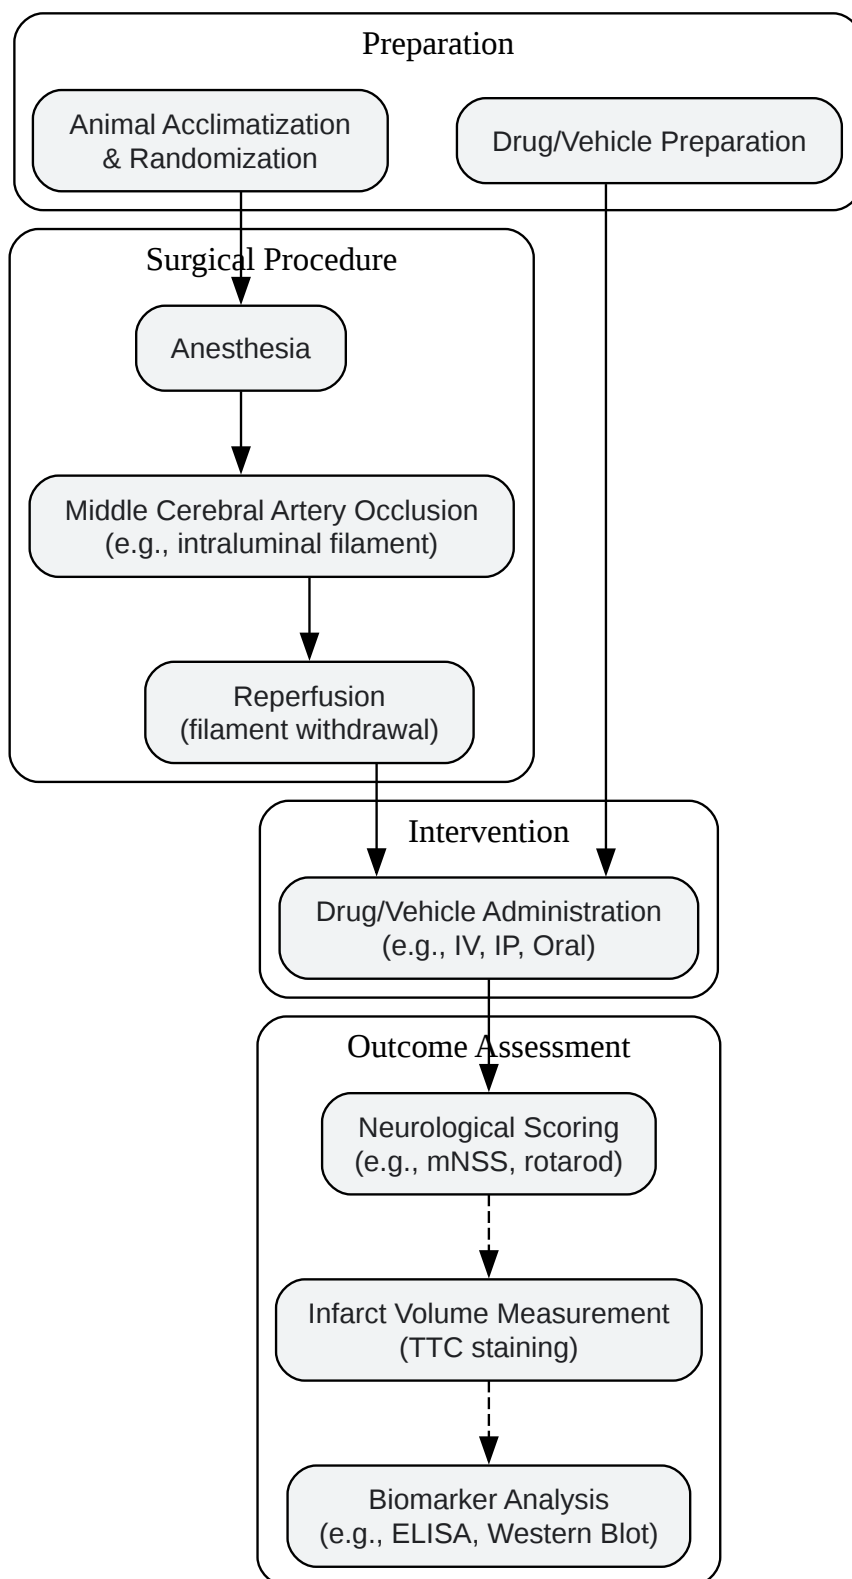 Preparation
Animal Acclimatization
& Randomization
Drug/Vehicle Preparation
Surgical Procedure
Anesthesia
Middle Cerebral Artery Occlusion
(e.g., intraluminal filament)
Reperfusion
(filament withdrawal)
Intervention
Drug/Vehicle Administration
(e.g., IV, IP, Oral)
Outcome Assessment
Neurological Scoring
(e.g., mNSS, rotarod)
Infarct Volume Measurement
(TTC staining)
Biomarker Analysis
(e.g., ELISA, Western Blot)